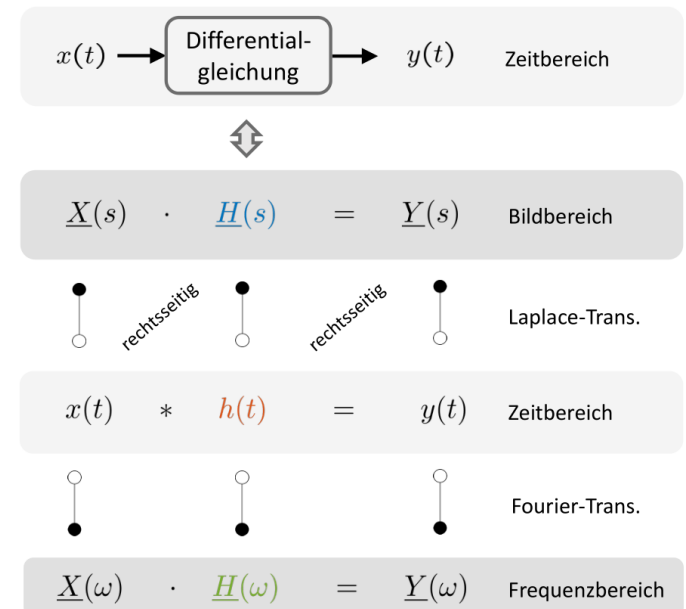 x(t) Differential-
gleichung y(t) Zeitbereich
X(s) · H(s) = Y(s) Bildbereich
rechtsseitig rechtsseitig
Laplace-Trans.
x(t) * h(t) = y(t) Zeitbereich
Fourier-Trans.
X(ω) · H(ω) = Y(ω) Frequenzbereich